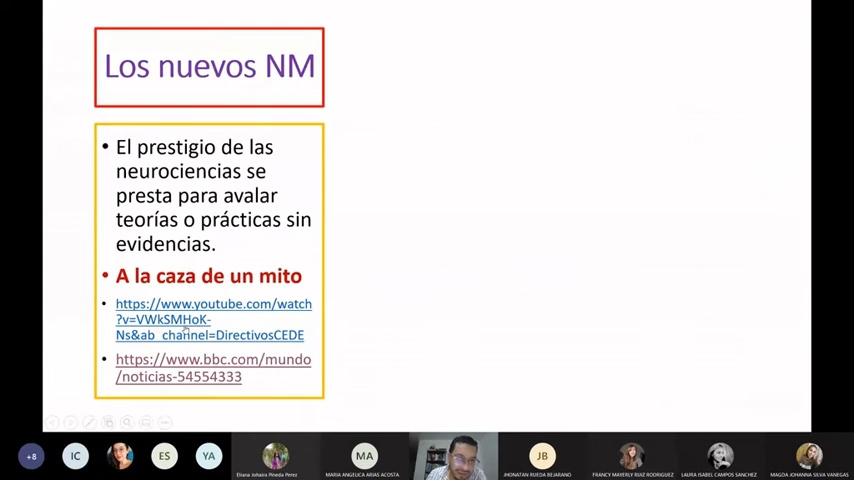 Los nuevos NM
• El prestigio de las
neurociencias se
presta para avalar
teorías o prácticas sin
evidencias.
• A la caza de un mito
• https://www.youtube.com/watch
?v=VWkSMHoK-
Ns&ab_channel=DirectivosCEDE
• https://www.bbc.com/mundo
/noticias-54554333
+8
IC
ES
YA
Eliana Johaira Pineda Perez
MA
MARIA ANGELICA ARIAS ACOSTA
JB
JHONATAN RUEDA BEJARANO
FRANCY MAYERLY RUIZ RODRIGUEZ
LAURA ISABEL CAMPOS SANCHEZ
MAGDA JOHANNA SILVA VANEGAS